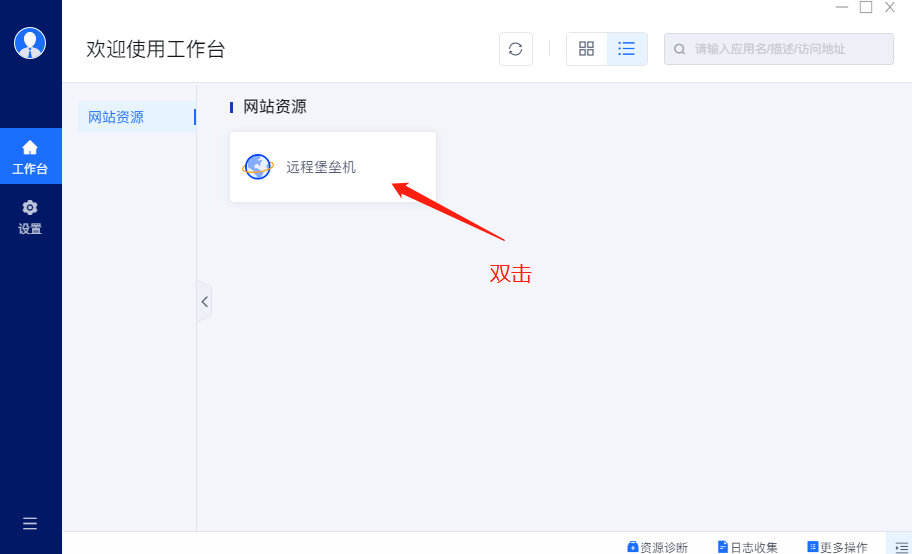 欢迎使用工作台
请输入应用名/描述/访问地址
工作台
设置
网站资源
网站资源
远程堡垒机
双击
资源诊断
日志收集
更多操作